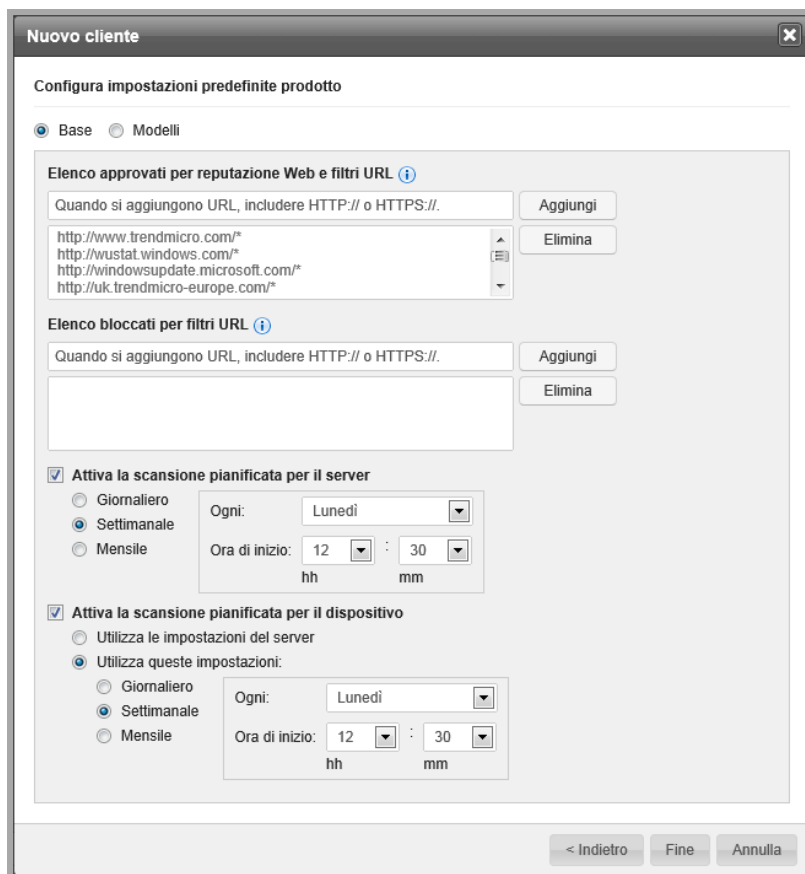 Nuovo cliente
Configura impostazioni predefinite prodotto
Base Modelli
Elenco approvati per reputazione Web e filtri URL
Quando si aggiungono URL, includere HTTP:// o HTTPS://. Aggiungi
http://www.trendmicro.com/* Elimina
http://wustat.windows.com/*
http://windowsupdate.microsoft.com/*
http://uk.trendmicro-europe.com/*
Elenco bloccati per filtri URL
Quando si aggiungono URL, includere HTTP:// o HTTPS://. Aggiungi
Elimina
Attiva la scansione pianificata per il server
Giornaliero
Settimanale
Mensile
Ogni: Lunedì
Ora di inizio: 12 : 30
hh mm
Attiva la scansione pianificata per il dispositivo
Utilizza le impostazioni del server
Utilizza queste impostazioni:
Giornaliero
Settimanale
Mensile
Ogni: Lunedì
Ora di inizio: 12 : 30
hh mm
< Indietro Fine Annulla